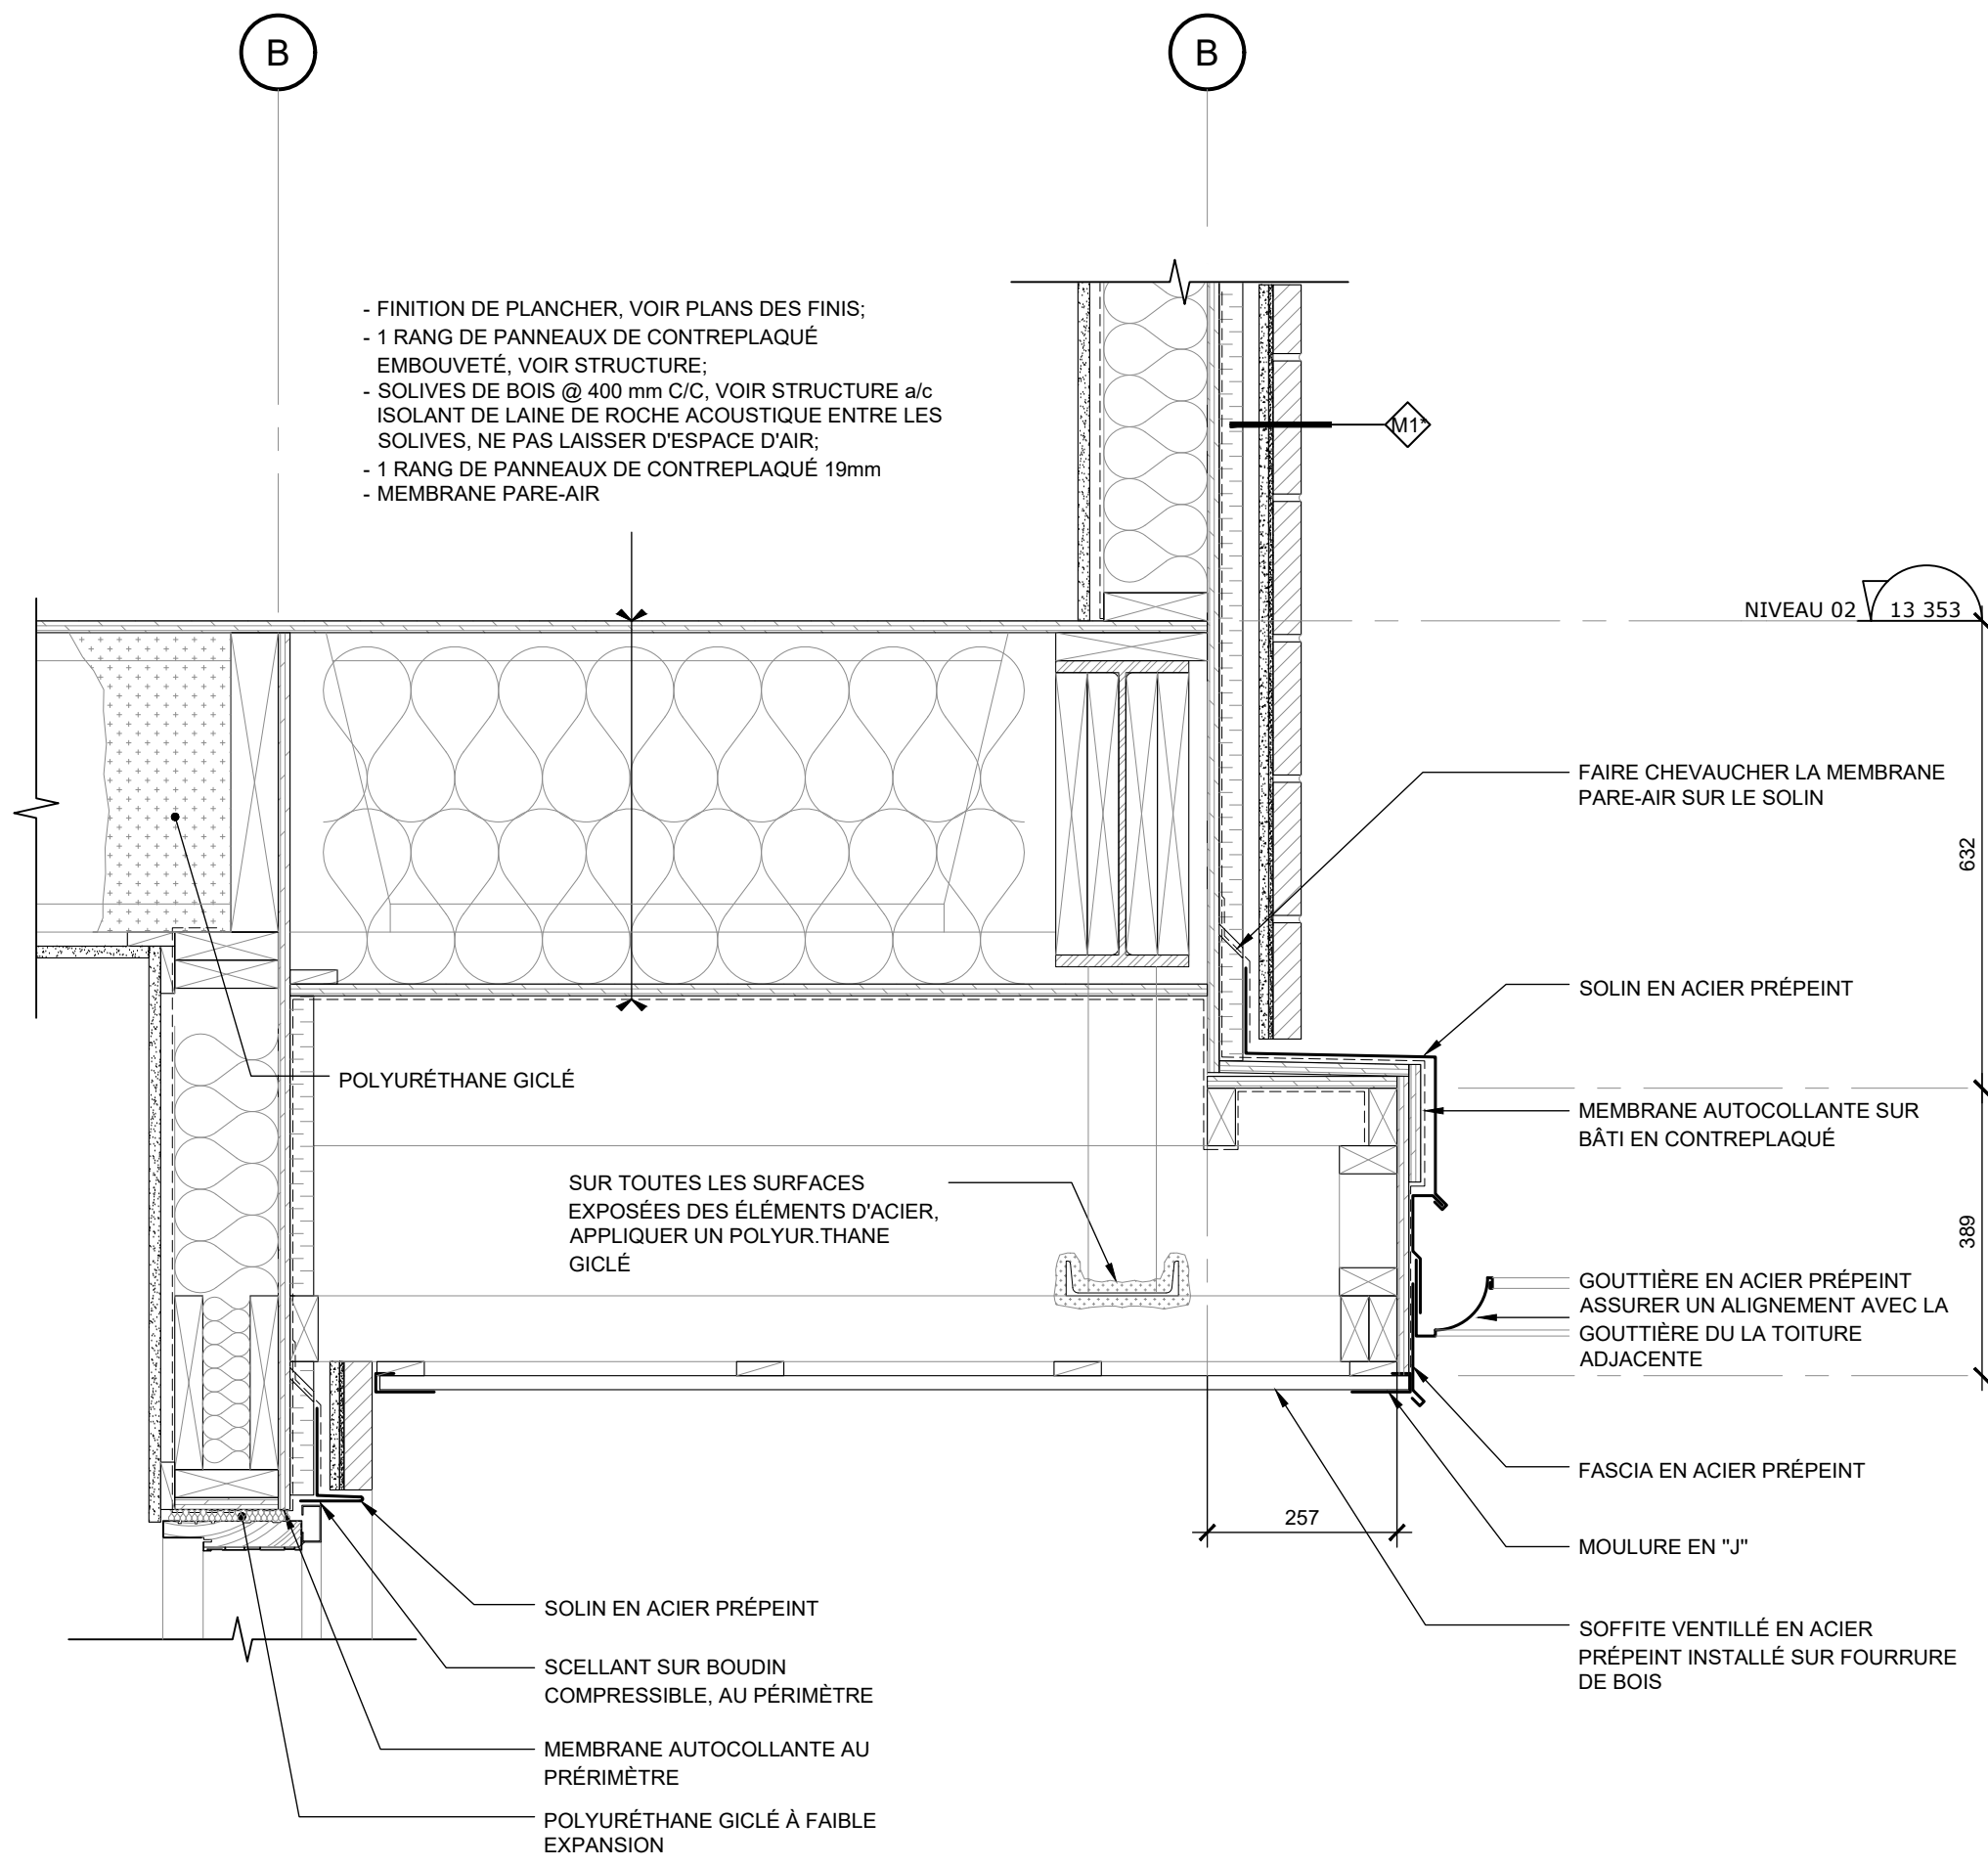 B
B
- FINITION DE PLANCHER, VOIR PLANS DES FINIS;
- 1 RANG DE PANNEAUX DE CONTREPLAQUÉ
EMBOUVETÉ, VOIR STRUCTURE;
- SOLIVES DE BOIS @ 400 mm C/C, VOIR STRUCTURE a/c
ISOLANT DE LAINE DE ROCHE ACOUSTIQUE ENTRE LES
SOLIVES, NE PAS LAISSER D'ESPACE D'AIR;
- 1 RANG DE PANNEAUX DE CONTREPLAQUÉ 19mm
- MEMBRANE PARE-AIR
M1*
NIVEAU 02
13 353
FAIRE CHEVAUCHER LA MEMBRANE
PARE-AIR SUR LE SOLIN
632
SOLIN EN ACIER PRÉPEINT
POLYURÉTHANE GICLÉ
MEMBRANE AUTOCOLLANTE SUR
BÂTI EN CONTREPLAQUÉ
SUR TOUTES LES SURFACES
EXPOSÉES DES ÉLÉMENTS D'ACIER,
APPLIQUER UN POLYUR.THANE
GICLÉ
389
GOUTTIÈRE EN ACIER PRÉPEINT
ASSURER UN ALIGNEMENT AVEC LA
GOUTTIÈRE DU LA TOITURE
ADJACENTE
FASCIA EN ACIER PRÉPEINT
257
MOULURE EN "J"
SOLIN EN ACIER PRÉPEINT
SOFFITE VENTILLÉ EN ACIER
PRÉPEINT INSTALLÉ SUR FOURRURE
DE BOIS
SCELLANT SUR BOUDIN
COMPRESSIBLE, AU PÉRIMÈTRE
MEMBRANE AUTOCOLLANTE AU
PRÉRIMÈTRE
POLYURÉTHANE GICLÉ À FAIBLE
EXPANSION